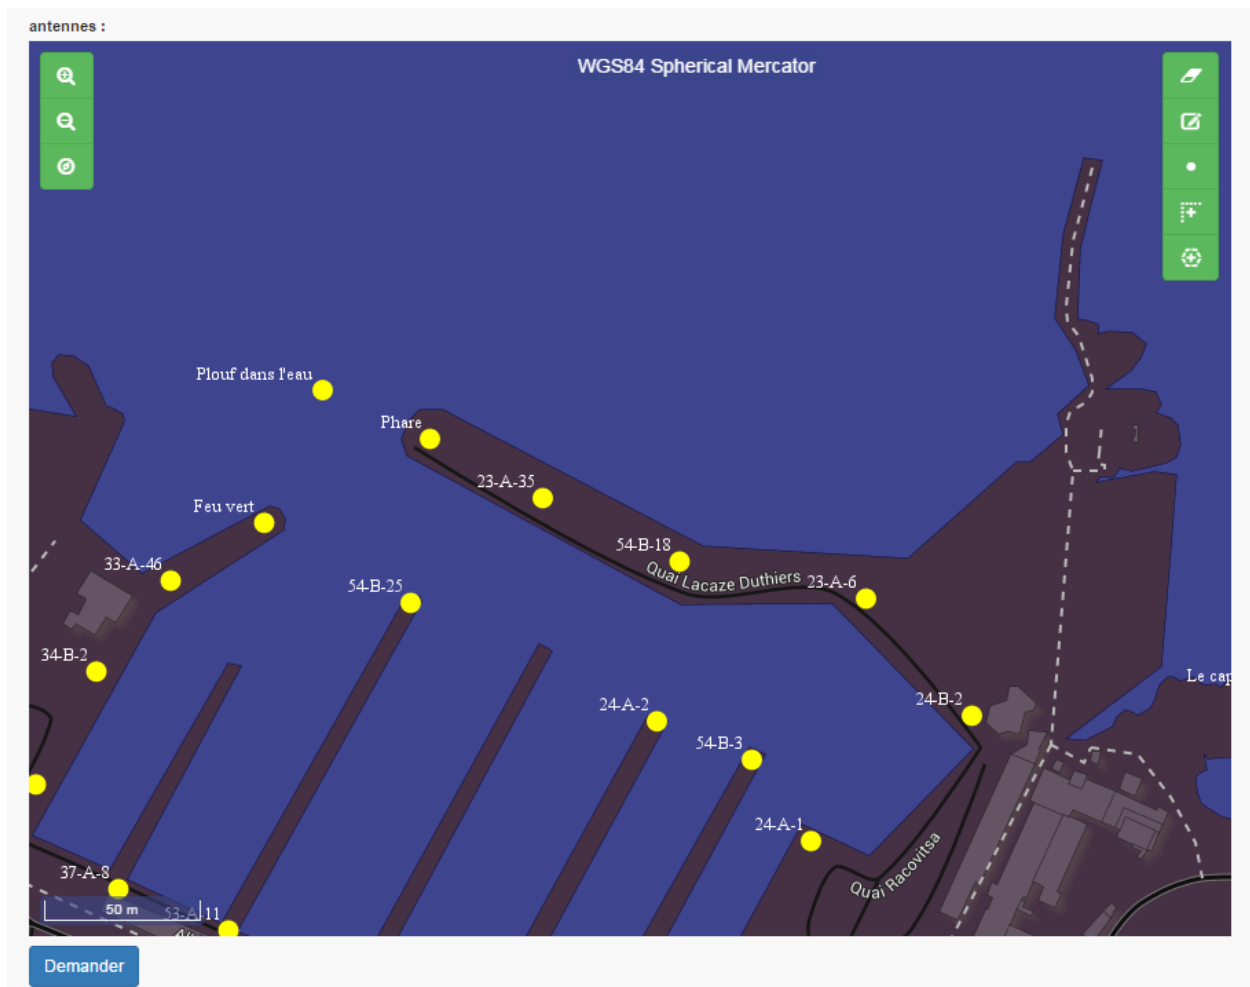 antennes :
WGS84 Spherical Mercator
Plouf dans l'eau
Phare
23-A-35
Feu vert
54-B-18
33-A-46
Quai Lacaze Duthiers
23-A-6
54-B-25
34-B-2
Le cap
24-B-2
24-A-2
54-B-3
24-A-1
Quai Racovitsa
37-A-8
50 m
53-A-11
Demander